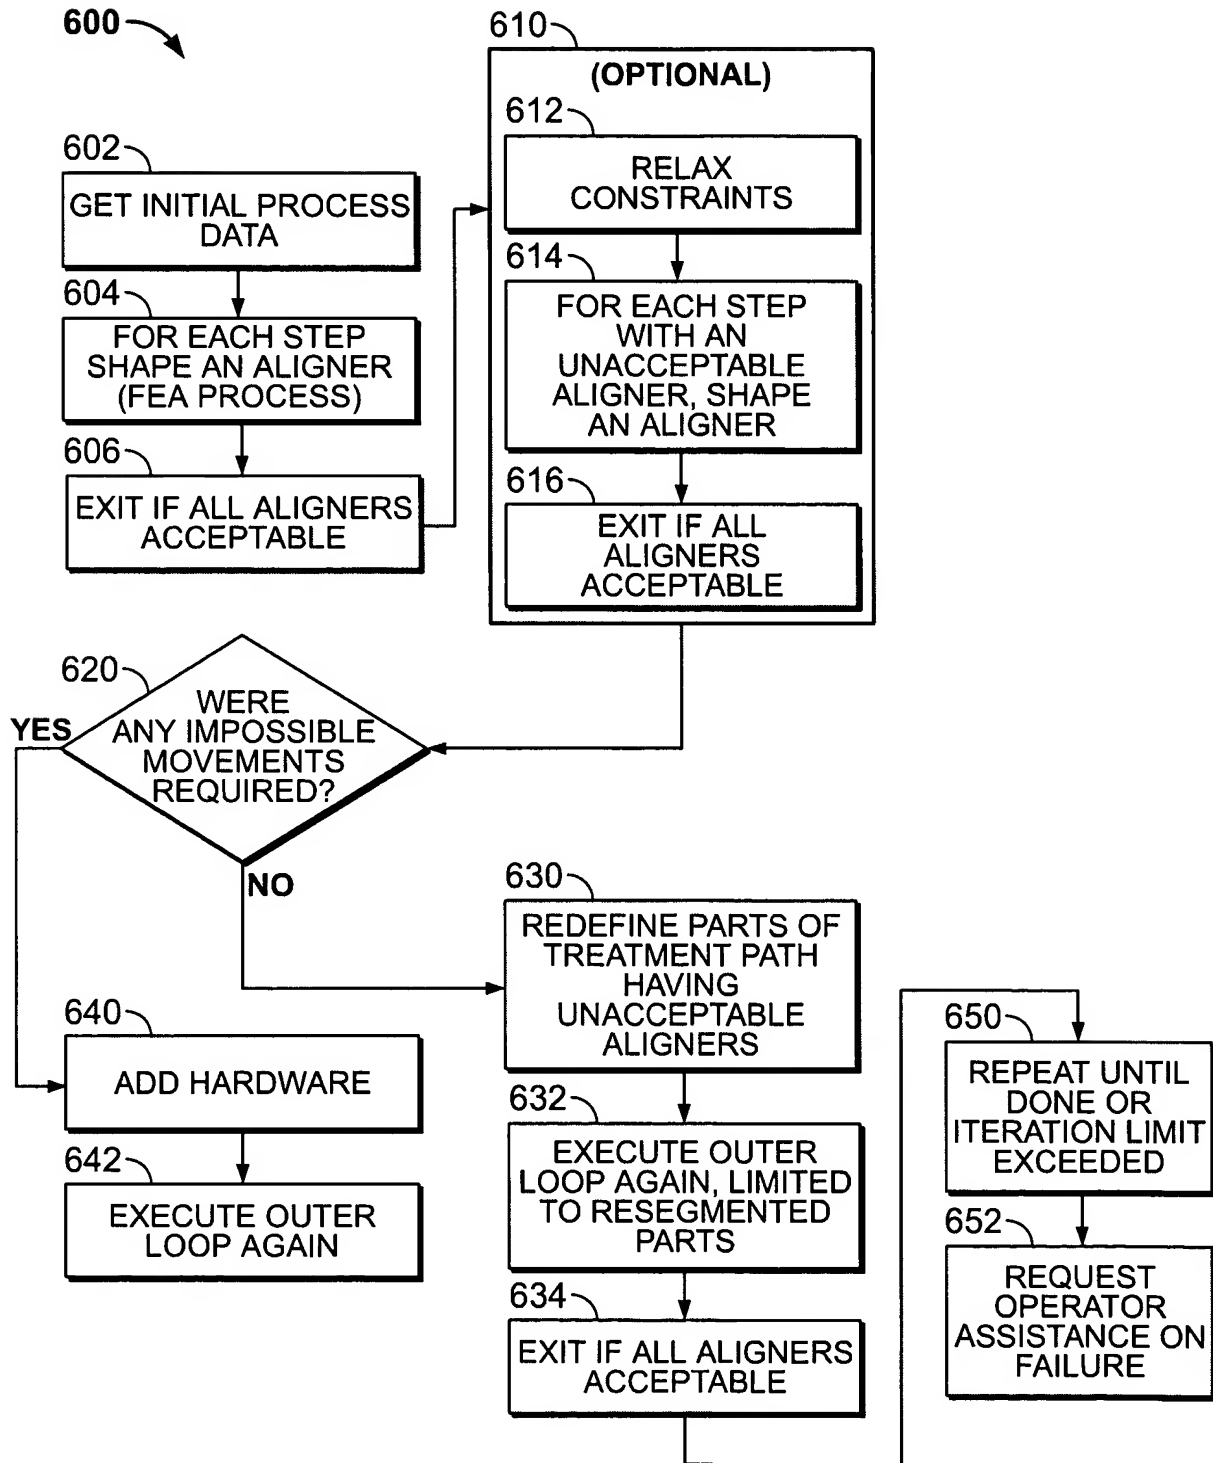 600
602
GET INITIAL PROCESS
DATA
604
FOR EACH STEP
SHAPE AN ALIGNER
(FEA PROCESS)
606
EXIT IF ALL ALIGNERS
ACCEPTABLE
610
(OPTIONAL)
612
RELAX
CONSTRAINTS
614
FOR EACH STEP
WITH AN
UNACCEPTABLE
ALIGNER, SHAPE
AN ALIGNER
616
EXIT IF ALL
ALIGNERS
ACCEPTABLE
620
WERE
ANY IMPOSSIBLE
MOVEMENTS
REQUIRED?
YES
NO
640
ADD HARDWARE
642
EXECUTE OUTER
LOOP AGAIN
630
REDEFINE PARTS OF
TREATMENT PATH
HAVING
UNACCEPTABLE
ALIGNERS
632
EXECUTE OUTER
LOOP AGAIN, LIMITED
TO RESEGMENTED
PARTS
634
EXIT IF ALL ALIGNERS
ACCEPTABLE
650
REPEAT UNTIL
DONE OR
ITERATION LIMIT
EXCEEDED
652
REQUEST
OPERATOR
ASSISTANCE ON
FAILURE